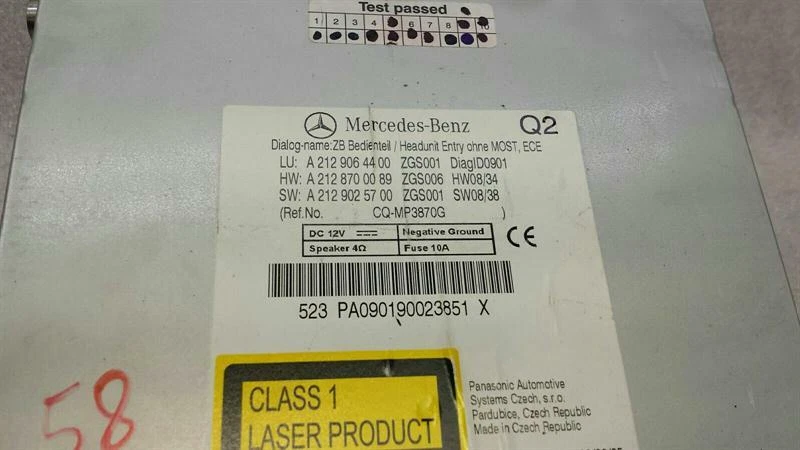 Test passed
1 2 3 4 6 7 8 10
Mercedes-Benz Q2
Dialog-name:ZB Bedienteil / Headunit Entry ohne MOST, ECE
LU: A 212 906 44 00 ZGS001 DiagID0901
HW: A 212 870 00 89 ZGS006 HW08/34
SW: A 212 902 57 00 ZGS001 SW08/38
(Ref.No. CQ-MP3870G )
DC 12V Negative Ground
Speaker 4Ω Fuse 10A
CE
523 PA090190023851 X
58
CLASS 1
LASER PRODUCT
Panasonic Automotive
Systems Czech, s.r.o.
Pardubice, Czech Republic
Made in Czech Republic